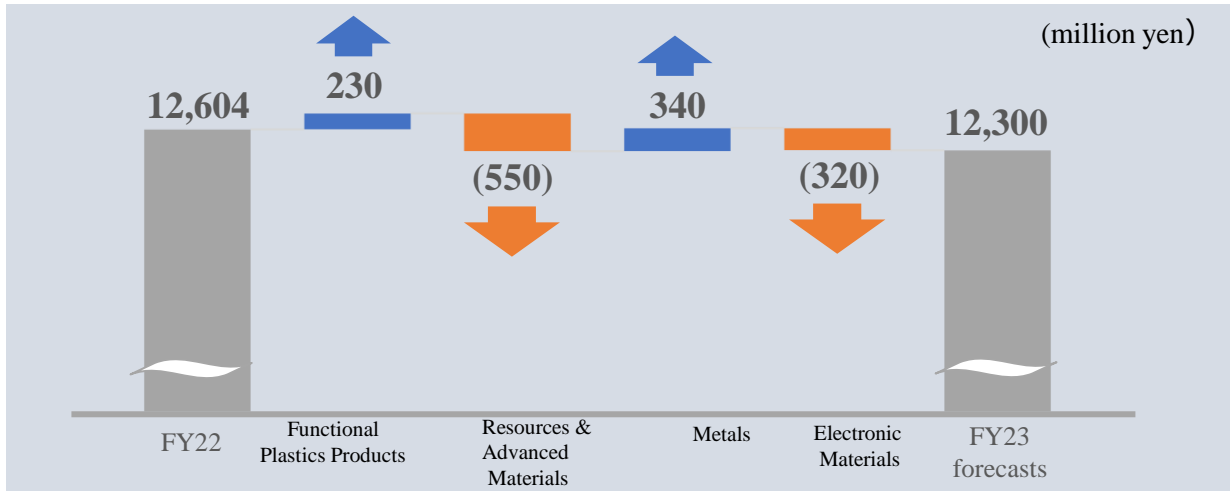 (million yen）
230
340
12,604
12,300
(550)
(320)
FY22
Functional
Plastics Products
Resources &
Advanced
Materials
Metals
Electronic
Materials
FY23
forecasts